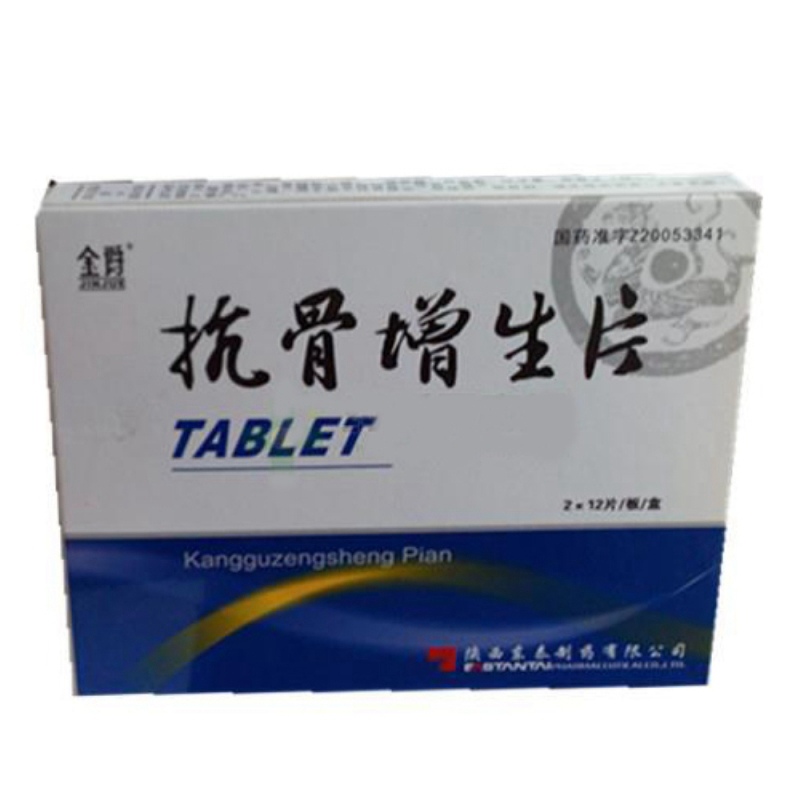 国药准字Z20053341
金爵
JINJUE
抗骨增生片
TABLET
2×12片/板/盒
Kangguzengsheng Pian
陕西东泰制药有限公司